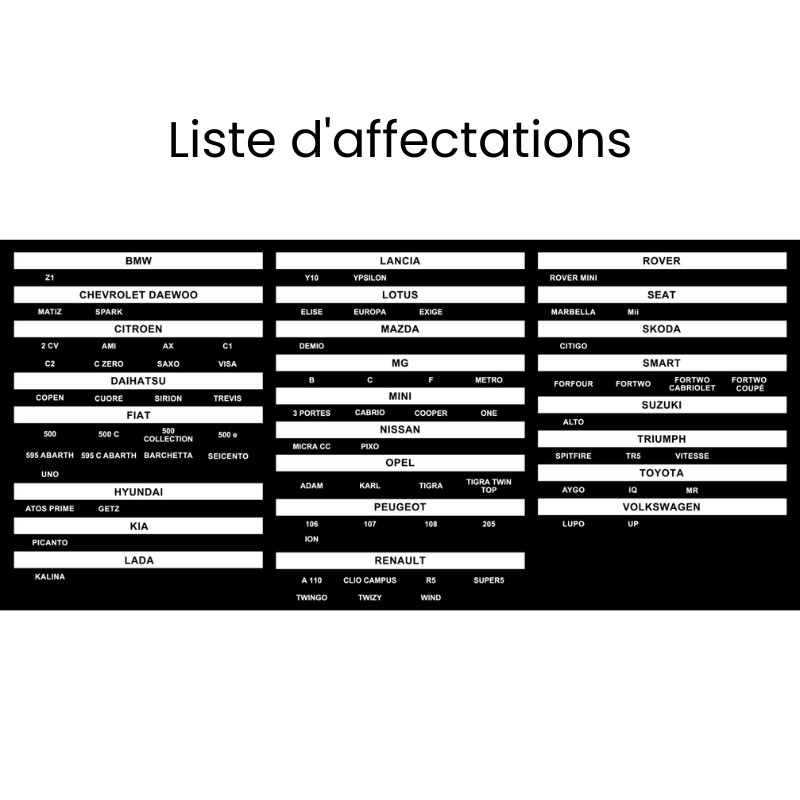 Liste d'affectations
BMW
Z1
CHEVROLET DAEWOO
MATIZ SPARK
CITROEN
2 CV AMI AX C1
C2 C ZERO SAXO VISA
DAIHATSU
COPEN CUORE SIRION TREVIS
FIAT
500 500 C 500 COLLECTION 500 e
595 ABARTH 595 C ABARTH BARCHETTA SEICENTO
UNO
HYUNDAI
ATOS PRIME GETZ
KIA
PICANTO
LADA
KALINA
LANCIA
Y10 YPSILON
LOTUS
ELISE EUROPA EXIGE
MAZDA
DEMIO
MG
B C F METRO
MINI
3 PORTES CABRIO COOPER ONE
NISSAN
MICRA CC PIXO
OPEL
ADAM KARL TIGRA TIGRA TWIN TOP
PEUGEOT
106 107 108 205
ION
RENAULT
A 110 CLIO CAMPUS R5 SUPER5
TWINGO TWIZY WIND
ROVER
ROVER MINI
SEAT
MARBELLA Mii
SKODA
CITIGO
SMART
FORFOUR FORTWO FORTWO CABRIOLET FORTWO COUPÉ
SUZUKI
ALTO
TRIUMPH
SPITFIRE TR5 VITESSE
TOYOTA
AYGO IQ MR
VOLKSWAGEN
LUPO UP